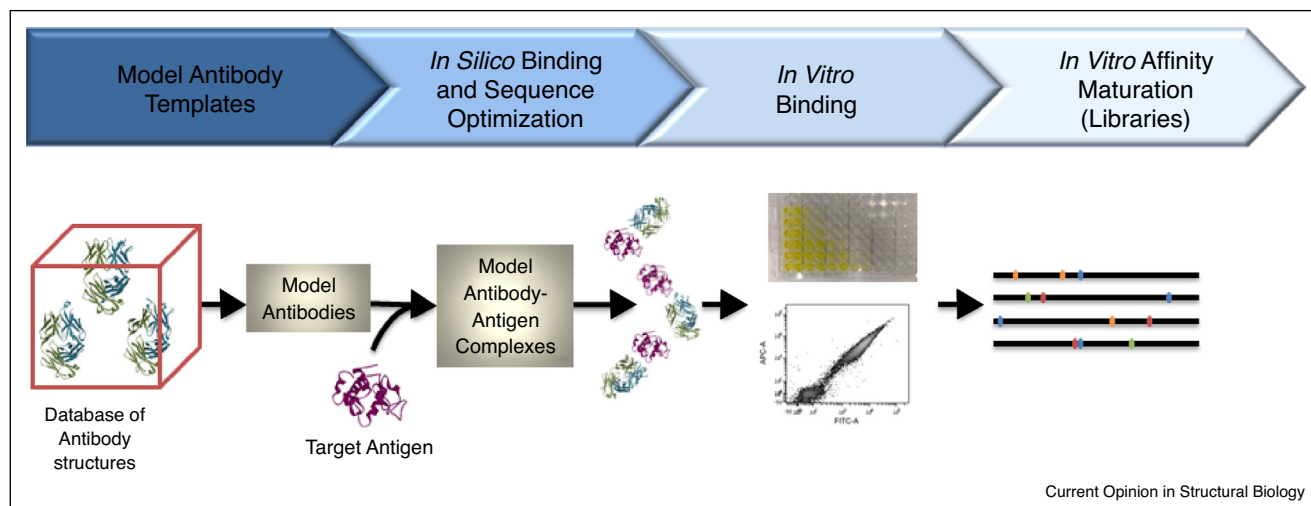 Model Antibody
Templates
In Silico Binding
and Sequence
Optimization
In Vitro
Binding
In Vitro Affinity
Maturation
(Libraries)
Database of
Antibody
structures
Model
Antibodies
Target Antigen
Model
Antibody-
Antigen
Complexes
APC-A
FITC-A
Current Opinion in Structural Biology